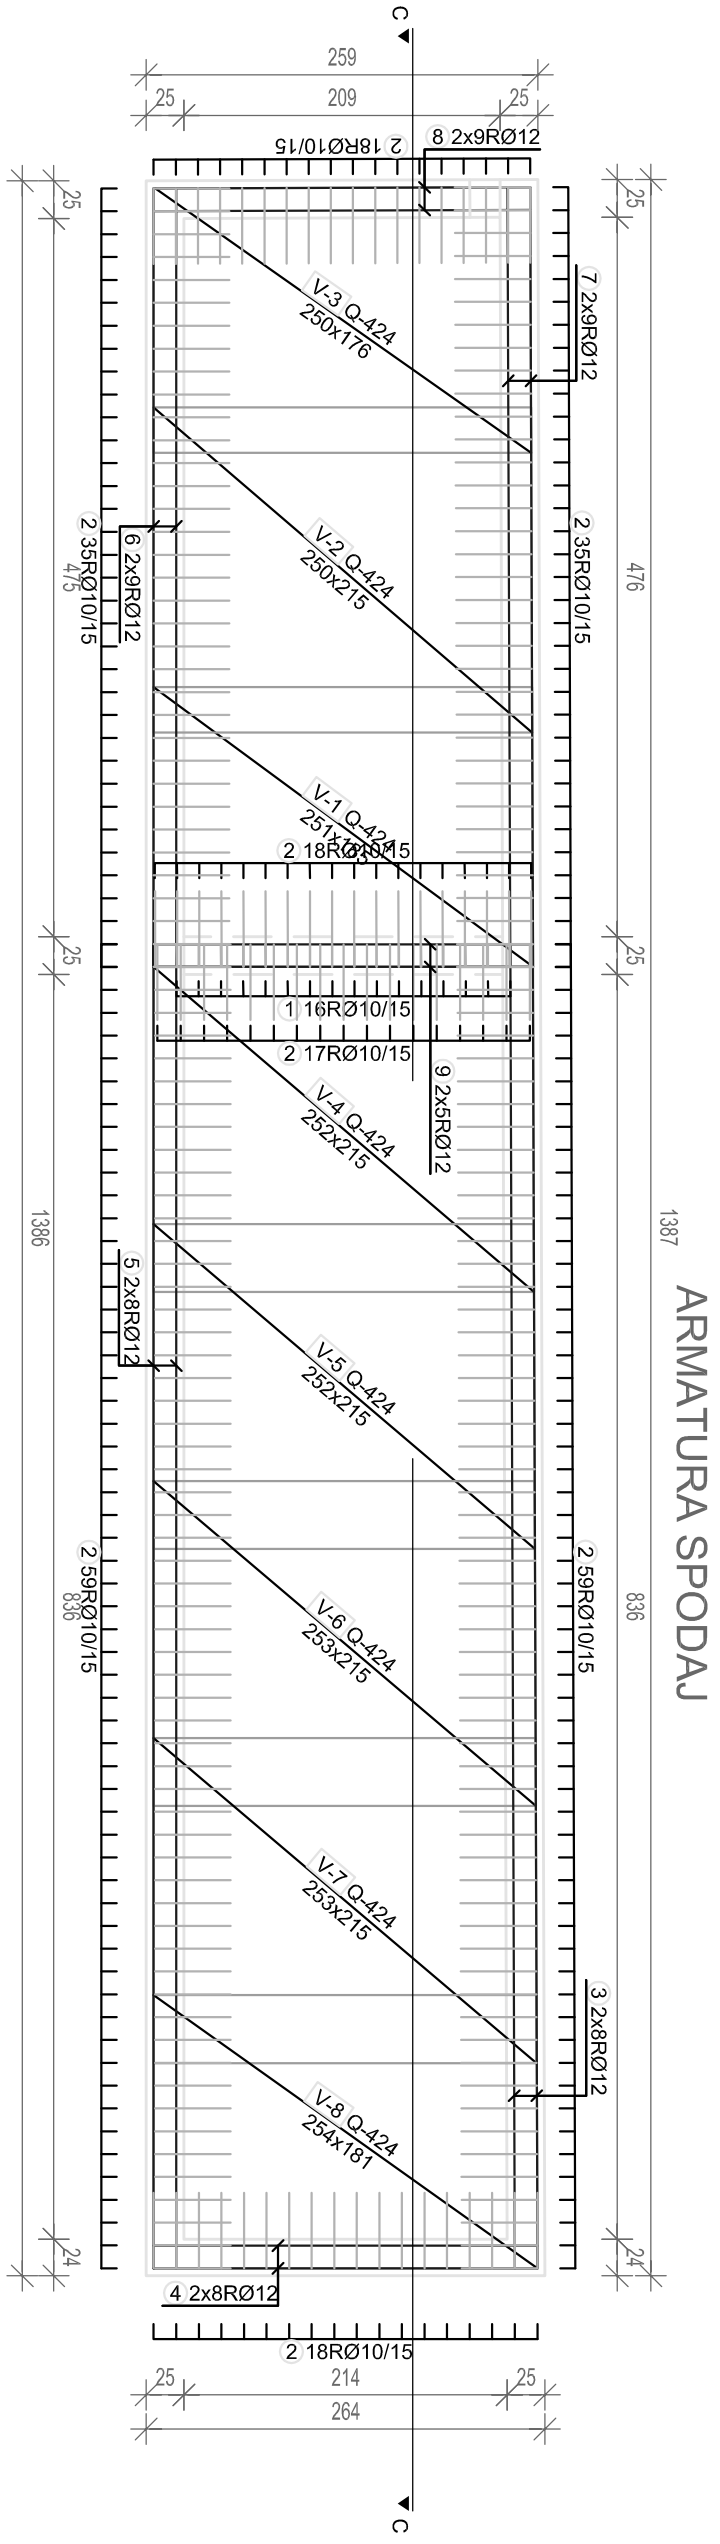 C
259
25 209 25
2 18RØ10/15
8 2x9RØ12
25
25
V-3 Q-424
250x176
7 2x9RØ12
V-2 Q-424
250x215
2 35RØ10/15
475
6 2x9RØ12
2 35RØ10/15
476
V-1 Q-424
2 18RØ10/15
25
25
1 16RØ10/15
2 17RØ10/15
9 2x5RØ12
V-4 Q-424
252x215
1386
1387
ARMATURA SPODAJ
5 2x8RØ12
V-5 Q-424
252x215
2 59RØ10/15
836
2 59RØ10/15
836
V-6 Q-424
253x215
V-7 Q-424
253x215
3 2x8RØ12
V-8 Q-424
254x181
24
24
4 2x8RØ12
2 18RØ10/15
25 214 25
264
C